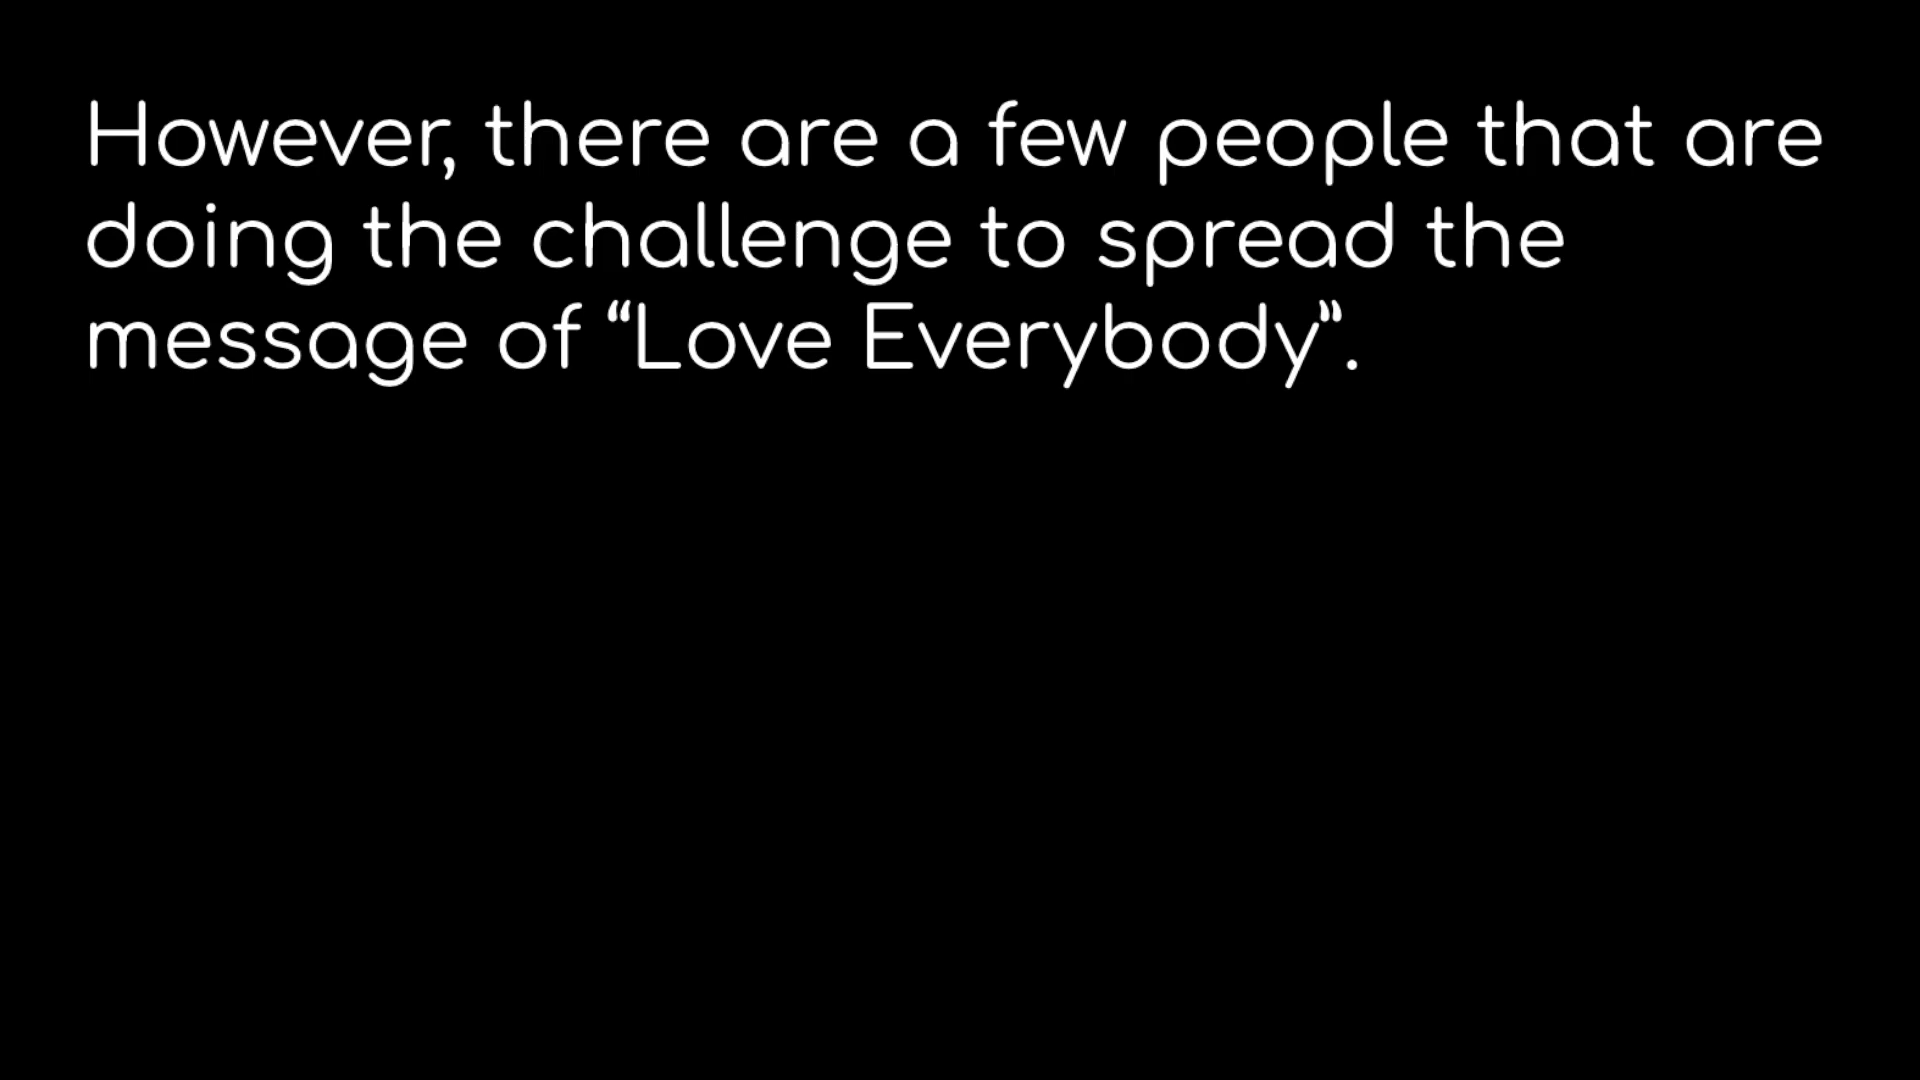 However, there are a few people that are
doing the challenge to spread the
message of “Love Everybody”.